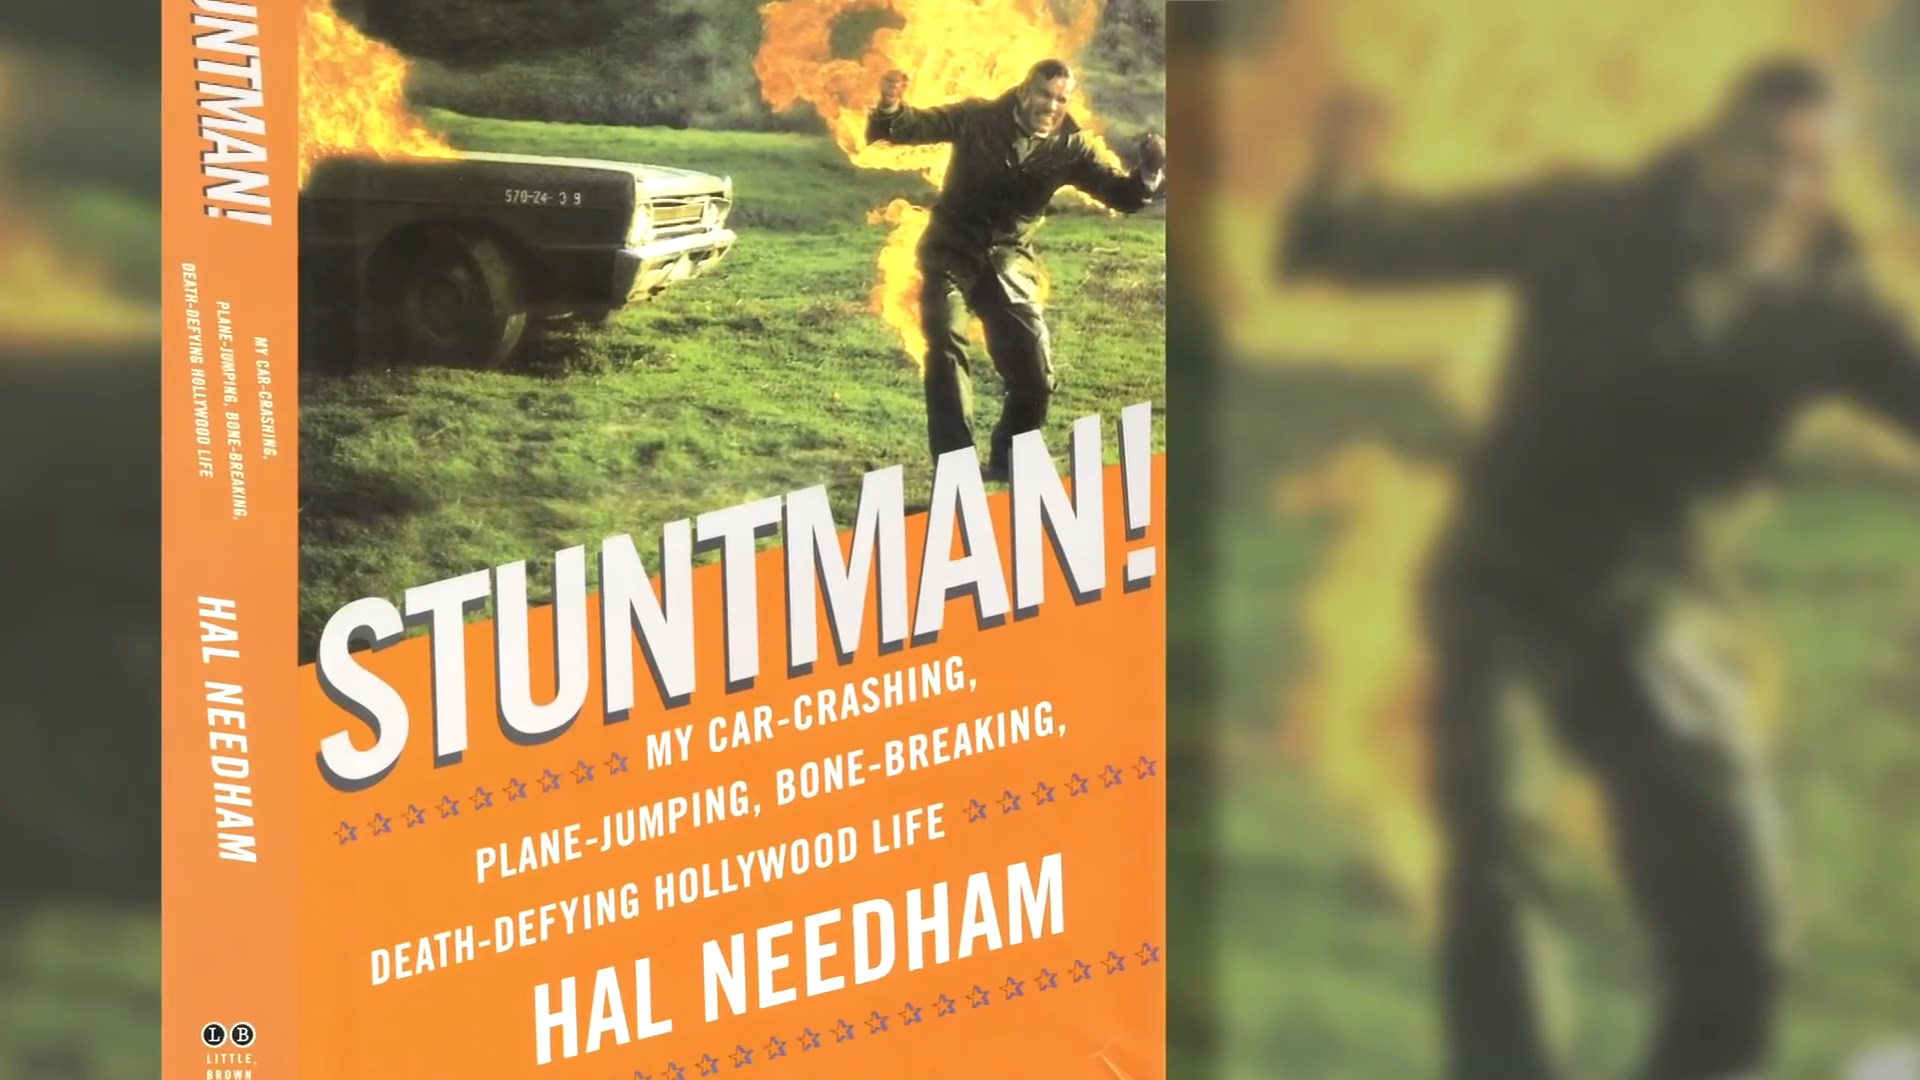 UNTMAN!
MY CAR-CRASHING,
PLANE-JUMPING, BONE-BREAKING,
DEATH-DEFYING HOLLYWOOD LIFE
HAL NEEDHAM
L B
LITTLE,
BROWN
570-24- 3 9
STUNTMAN!
MY CAR-CRASHING,
PLANE-JUMPING, BONE-BREAKING,
DEATH-DEFYING HOLLYWOOD LIFE
HAL NEEDHAM